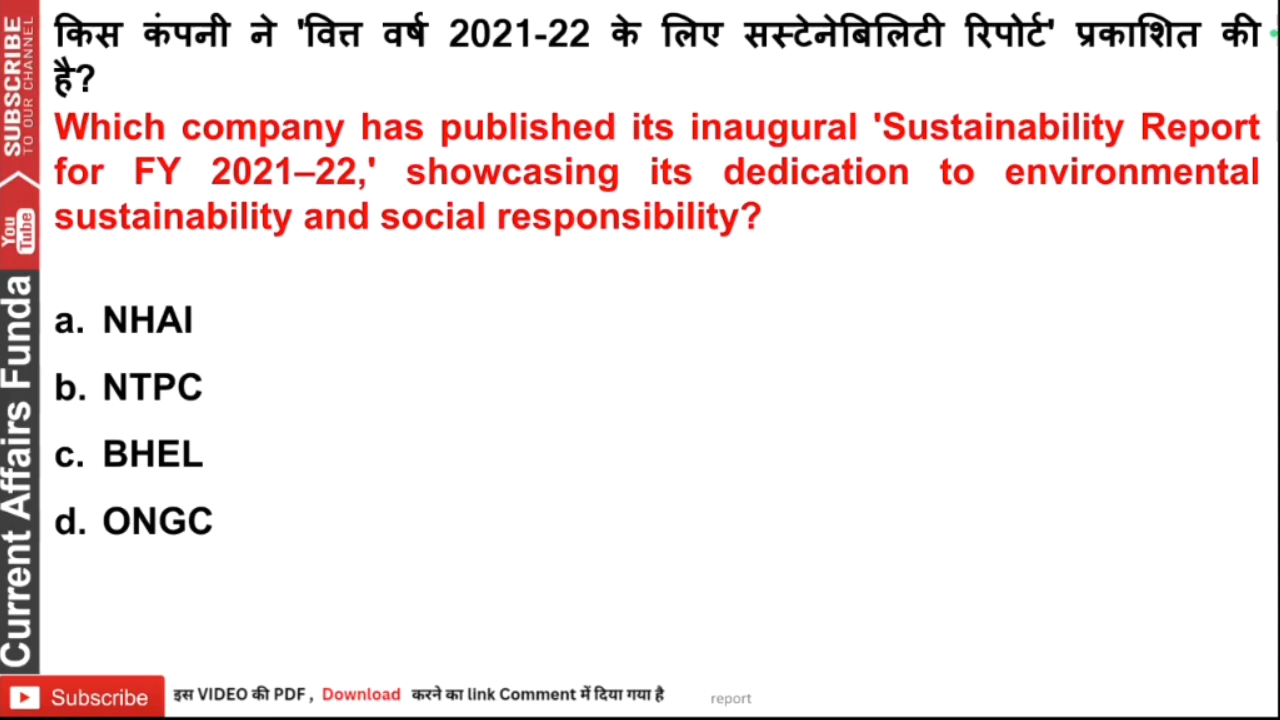 किस कंपनी ने 'वित्त वर्ष 2021-22 के लिए सस्टेनेबिलिटी रिपोर्ट' प्रकाशित की
है?
Which company has published its inaugural 'Sustainability Report
for FY 2021–22,' showcasing its dedication to environmental
sustainability and social responsibility?
a. NHAI
b. NTPC
c. BHEL
d. ONGC
SUBSCRIBE
TO OUR CHANNEL
You Tube
Current Affairs Funda
Subscribe
इस VIDEO की PDF , Download करने का link Comment में दिया गया है
report